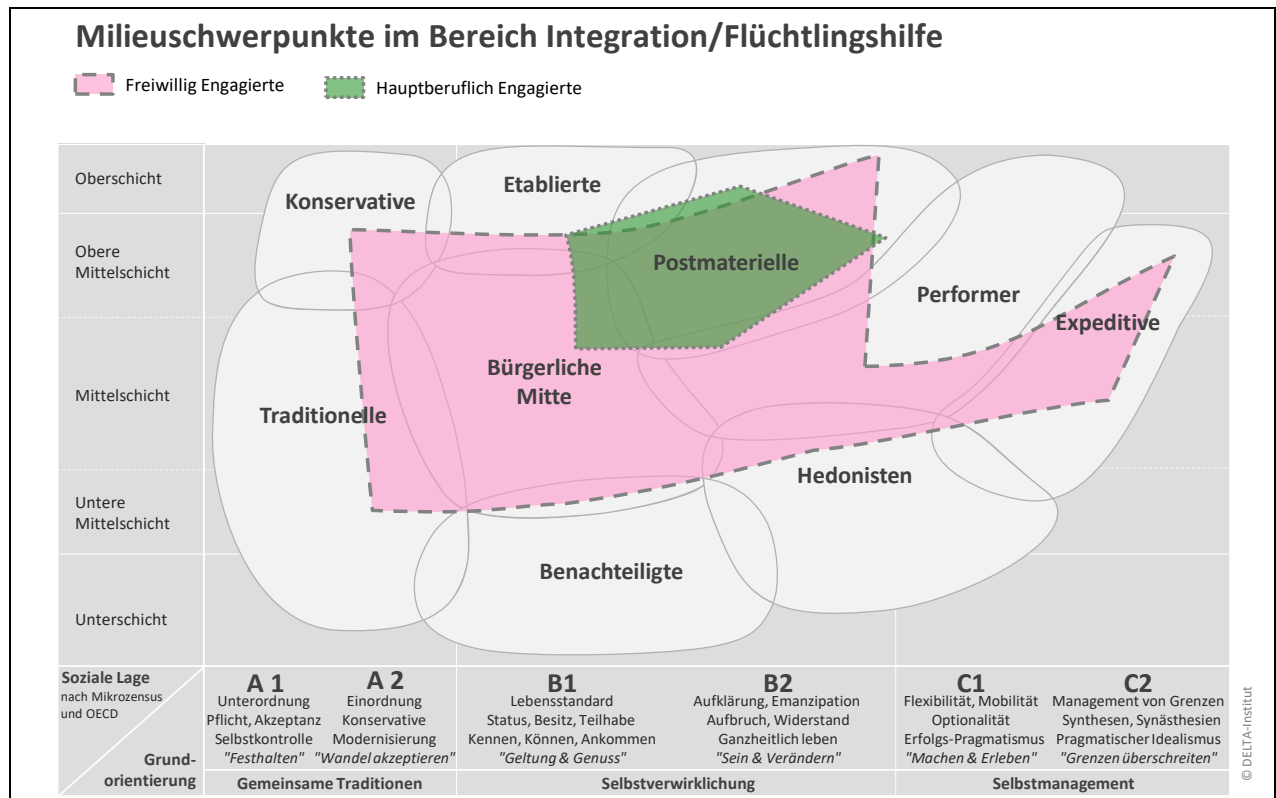 Milieuschwerpunkte im Bereich Integration/Flüchtlingshilfe
Freiwillig Engagierte
Hauptberuflich Engagierte
Oberschicht
Obere
Mittelschicht
Mittelschicht
Untere
Mittelschicht
Unterschicht
Konservative
Etablierte
Postmaterielle
Performer
Expeditive
Bürgerliche
Mitte
Traditionelle
Hedonisten
Benachteiligte
Soziale Lage
nach Mikrozensus
und OECD
Grund-
orientierung
A 1
Unterordnung
Pflicht, Akzeptanz
Selbstkontrolle
"Festhalten"
A 2
Einordnung
Konservative
Modernisierung
"Wandel akzeptieren"
B1
Lebensstandard
Status, Besitz, Teilhabe
Kennen, Können, Ankommen
"Geltung & Genuss"
B2
Aufklärung, Emanzipation
Aufbruch, Widerstand
Ganzheitlich leben
"Sein & Verändern"
C1
Flexibilität, Mobilität
Optionalität
Erfolgs-Pragmatismus
"Machen & Erleben"
C2
Management von Grenzen
Synthesen, Synästhesien
Pragmatischer Idealismus
"Grenzen überschreiten"
Gemeinsame Traditionen
Selbstverwirklichung
Selbstmanagement
© DELTA-Institut